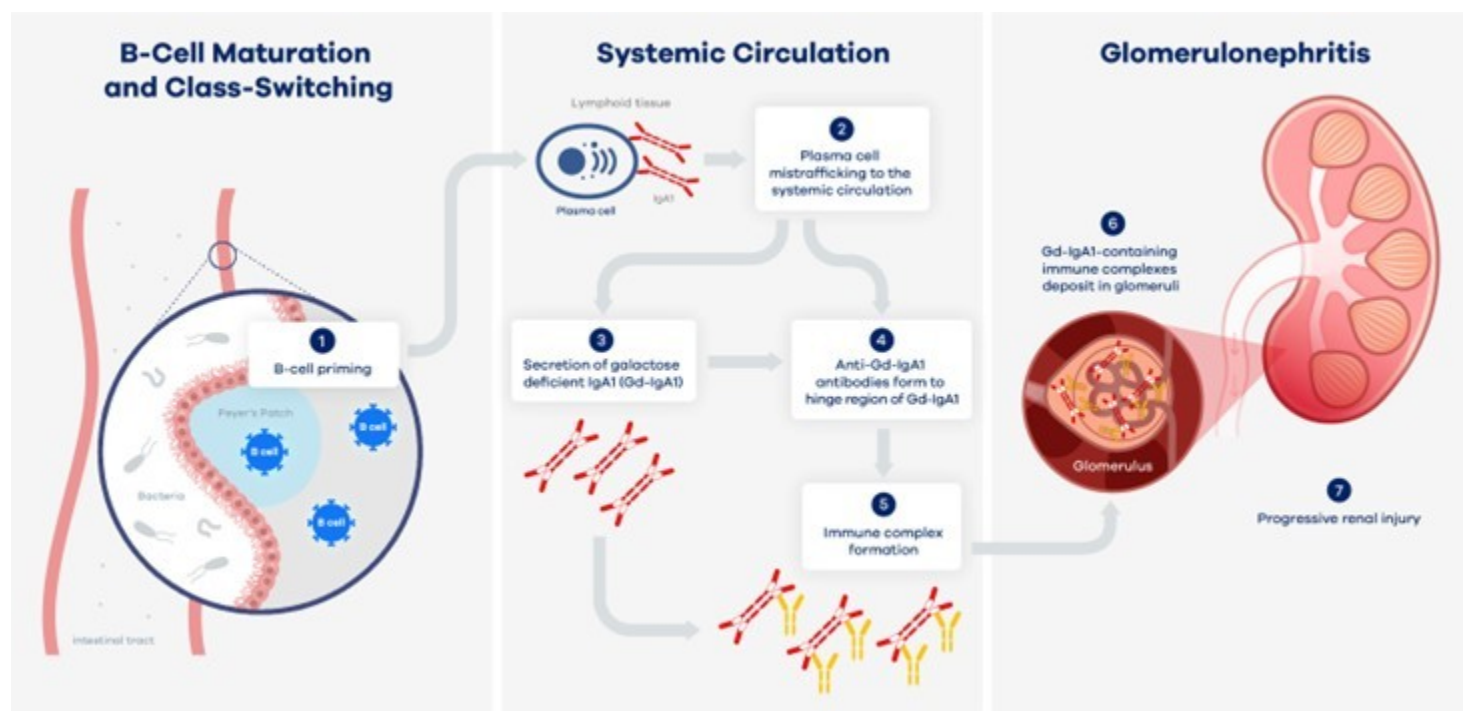 B-Cell Maturation
and Class-Switching
1
B-cell priming
Peyer's Patch
B cell
B cell
B cell
Bacteria
Intestinal tract
Systemic Circulation
Lymphoid tissue
Plasma cell
IgA1
2
Plasma cell
mistrafficking to the
systemic circulation
3
Secretion of galactose
deficient IgA1 (Gd-IgA1)
4
Anti-Gd-IgA1
antibodies form to
hinge region of Gd-IgA1
5
Immune complex
formation
Glomerulonephritis
6
Gd-IgA1-containing
immune complexes
deposit in glomeruli
Glomerulus
7
Progressive renal injury